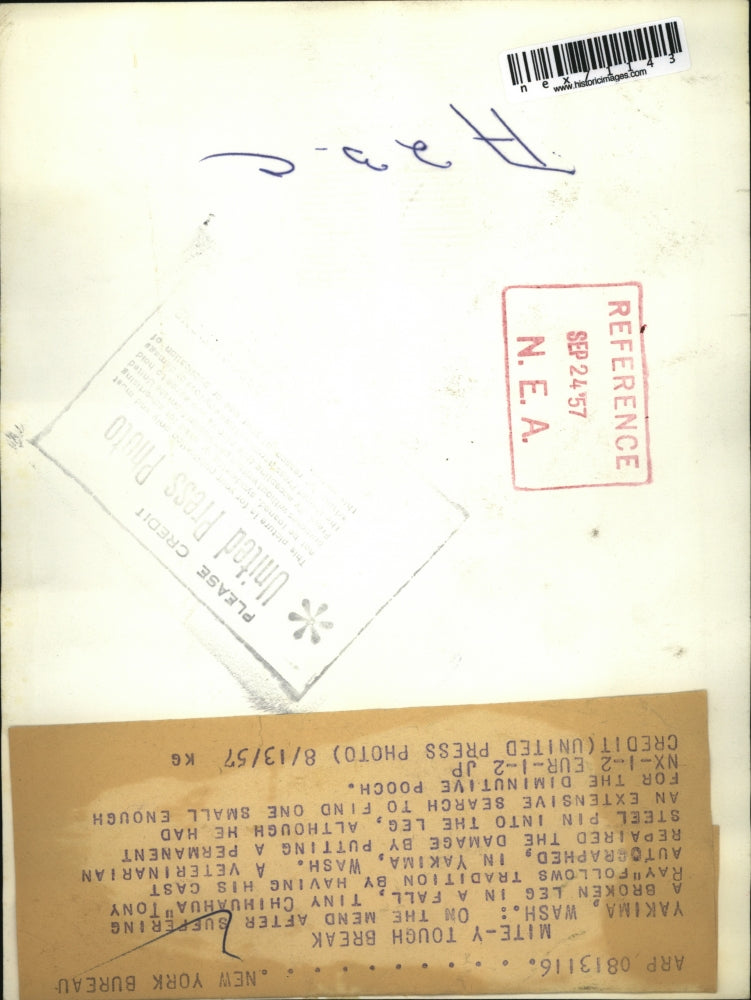 www.historicimages.com
REFERENCE
SEP 24 '57
N. E. A.
PLEASE CREDIT
United Press Photo
ARP 0813116. . . . . . . . . . .NEW YORK BUREAU
MITE-Y TOUGH BREAK
YAKIMA, WASH.: ON THE MEND AFTER SUFFERING
A BROKEN LEG IN A FALL, TINY CHIHUAHUA "TONY
RAY" FOLLOWS TRADITION BY HAVING HIS CAST
AUTOGRAPHED, IN YAKIMA, WASH. A VETERINARIAN
REPAIRED THE DAMAGE BY PUTTING A PERMANENT
STEEL PIN INTO THE LEG, ALTHOUGH HE HAD
AN EXTENSIVE SEARCH TO FIND ONE SMALL ENOUGH
FOR THE DIMINUTIVE POOCH.
NX-1-2 EUR-1-2 JP
CREDIT(UNITED PRESS PHOTO) 8/13/57 KG